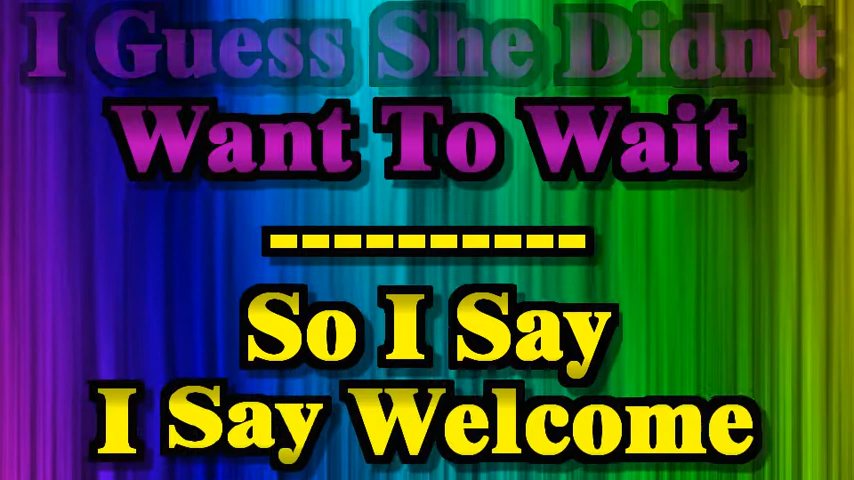 I Guess She Didn't
Want To Wait
----------
So I Say
I Say Welcome